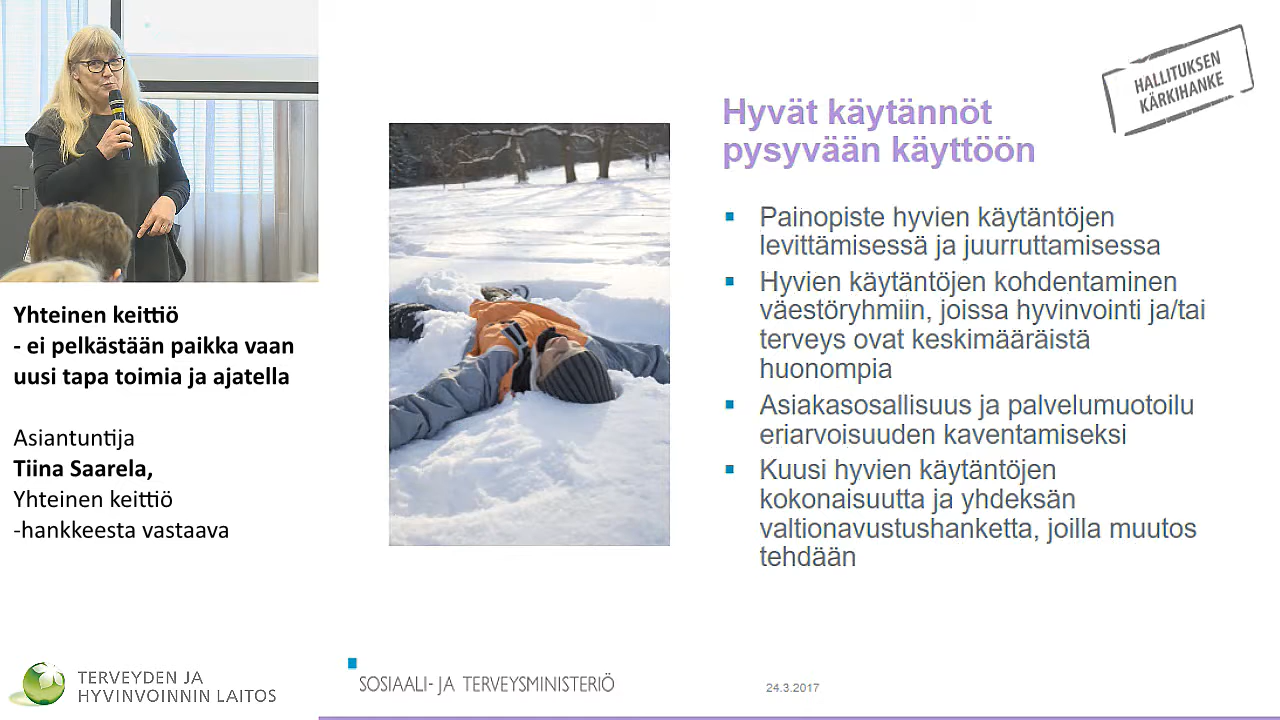 Yhteinen keittiö
- ei pelkästään paikka vaan
uusi tapa toimia ja ajatella
Asiantuntija
Tiina Saarela,
Yhteinen keittiö
-hankkeesta vastaava
TERVEYDEN JA
HYVINVOINNIN LAITOS
HALLITUKSEN
KÄRKIHANKE
Hyvät käytännöt
pysyvään käyttöön
Painopiste hyvien käytäntöjen
levittämisessä ja juurruttamisessa
Hyvien käytäntöjen kohdentaminen
väestöryhmiin, joissa hyvinvointi ja/tai
terveys ovat keskimääräistä
huonompia
Asiakasosallisuus ja palvelumuotoilu
eriarvoisuuden kaventamiseksi
Kuusi hyvien käytäntöjen
kokonaisuutta ja yhdeksän
valtionavustushanketta, joilla muutos
tehdään
SOSIAALI- JA TERVEYSMINISTERIÖ
24.3.2017